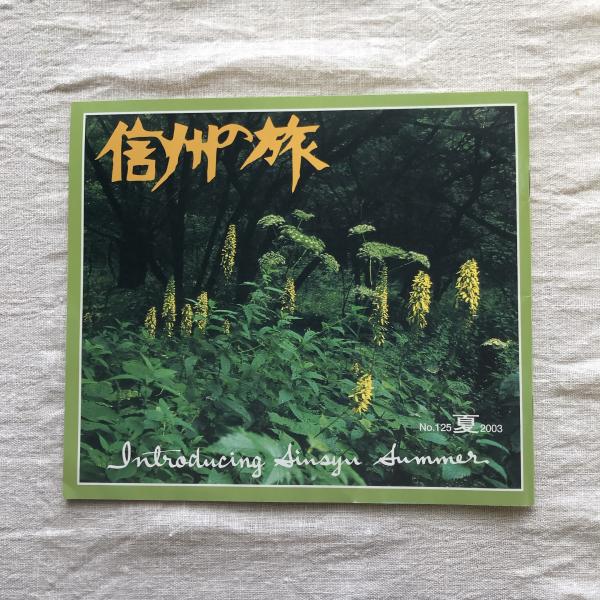 信州の旅
No.125 夏 2003
Introducing Sinsyu Summer.